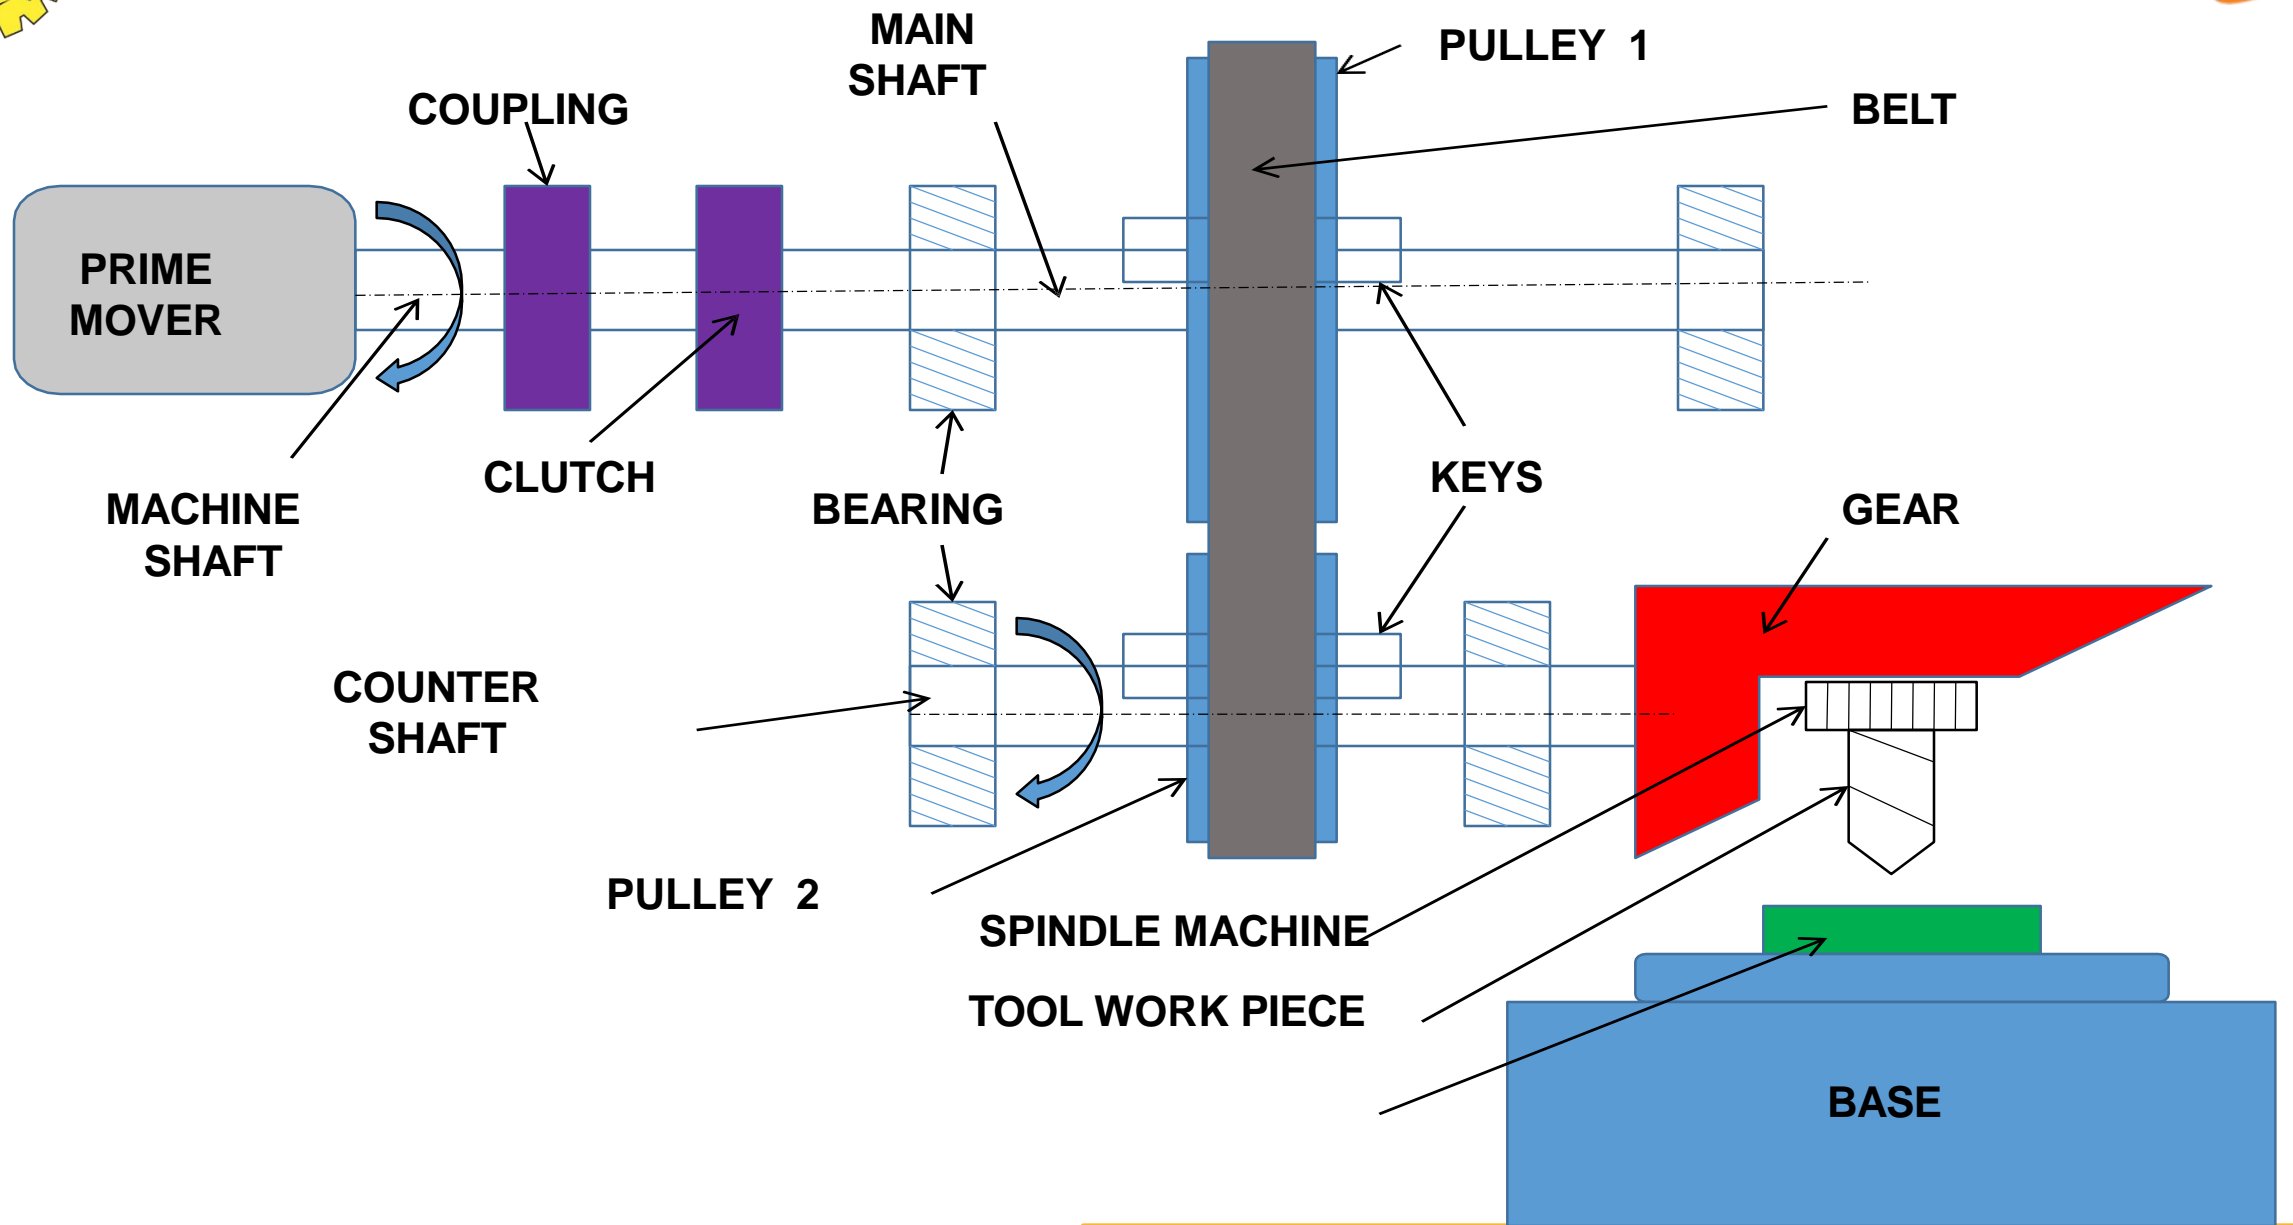 MAIN
SHAFT
PULLEY 1
COUPLING
BELT
PRIME
MOVER
CLUTCH
KEYS
MACHINE
SHAFT
BEARING
GEAR
COUNTER
SHAFT
PULLEY 2
SPINDLE MACHINE
TOOL WORK PIECE
BASE